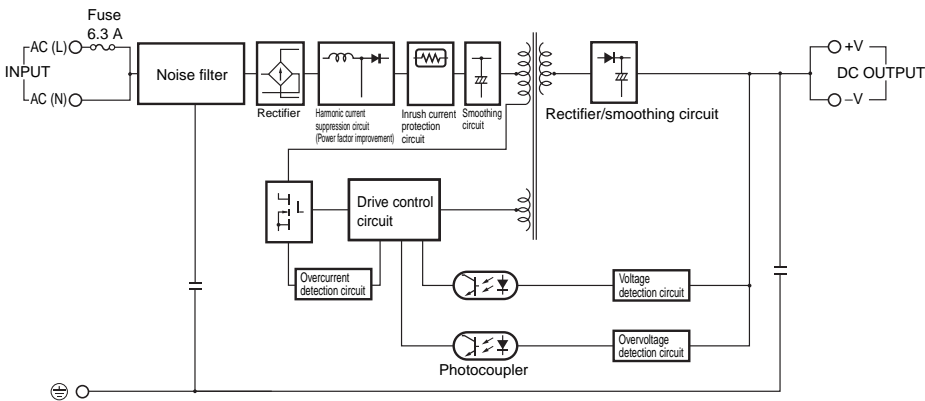 Fuse
6.3 A
AC (L)
INPUT
AC (N)
Noise filter
Rectifier
Harmonic current
suppression circuit
(Power factor improvement)
Inrush current
protection
circuit
Smoothing
circuit
Rectifier/smoothing circuit
+V
DC OUTPUT
–V
Drive control
circuit
Overcurrent
detection circuit
Voltage
detection circuit
Overvoltage
detection circuit
Photocoupler